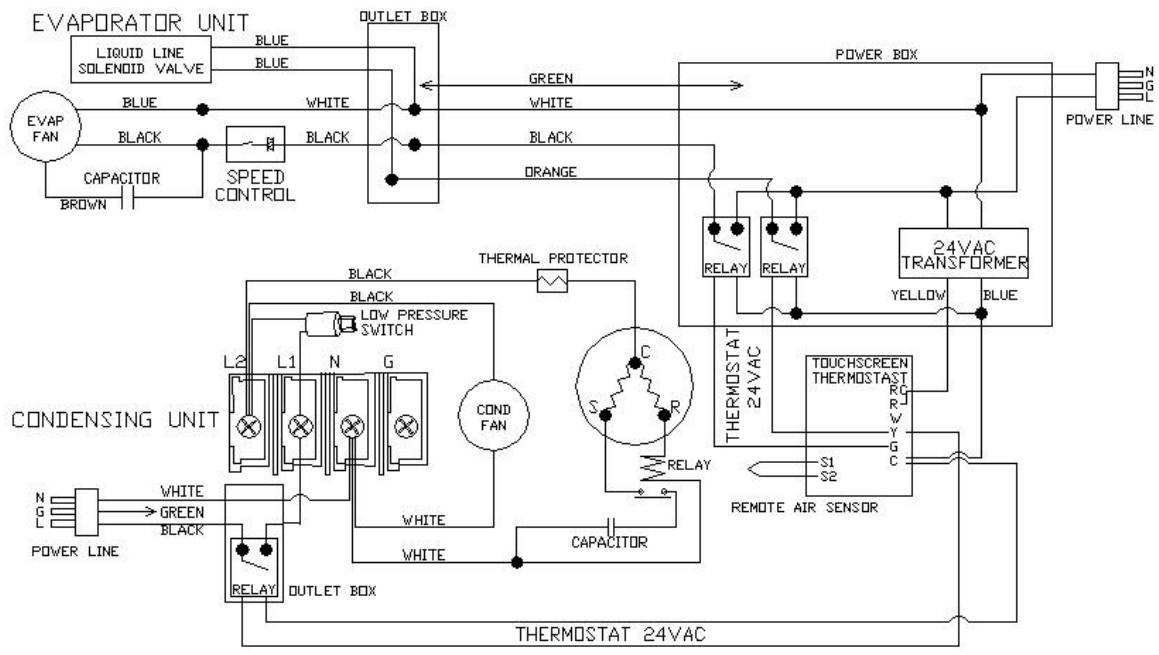 EVAPORATOR UNIT
OUTLET BOX
LIQUID LINE
SOLENOID VALVE
BLUE
BLUE
GREEN
POWER BOX
N
G
L
POWER LINE
EVAP
FAN
BLUE
WHITE
WHITE
BLACK
BLACK
BLACK
SPEED
CONTROL
CAPACITOR
BROWN
ORANGE
RELAY
RELAY
24VAC
TRANSFORMER
YELLOW
BLUE
THERMAL PROTECTOR
BLACK
BLACK
LOW PRESSURE
SWITCH
THERMOSTAT
24VAC
TOUCHSCREEN
THERMOSTAST
RC
R
W
Y
G
C
S1
S2
REMOTE AIR SENSOR
L2
L1
N
G
CONDENSING UNIT
COND
FAN
C
S
R
RELAY
CAPACITOR
N
G
L
POWER LINE
WHITE
GREEN
BLACK
WHITE
WHITE
RELAY
OUTLET BOX
THERMOSTAT 24VAC